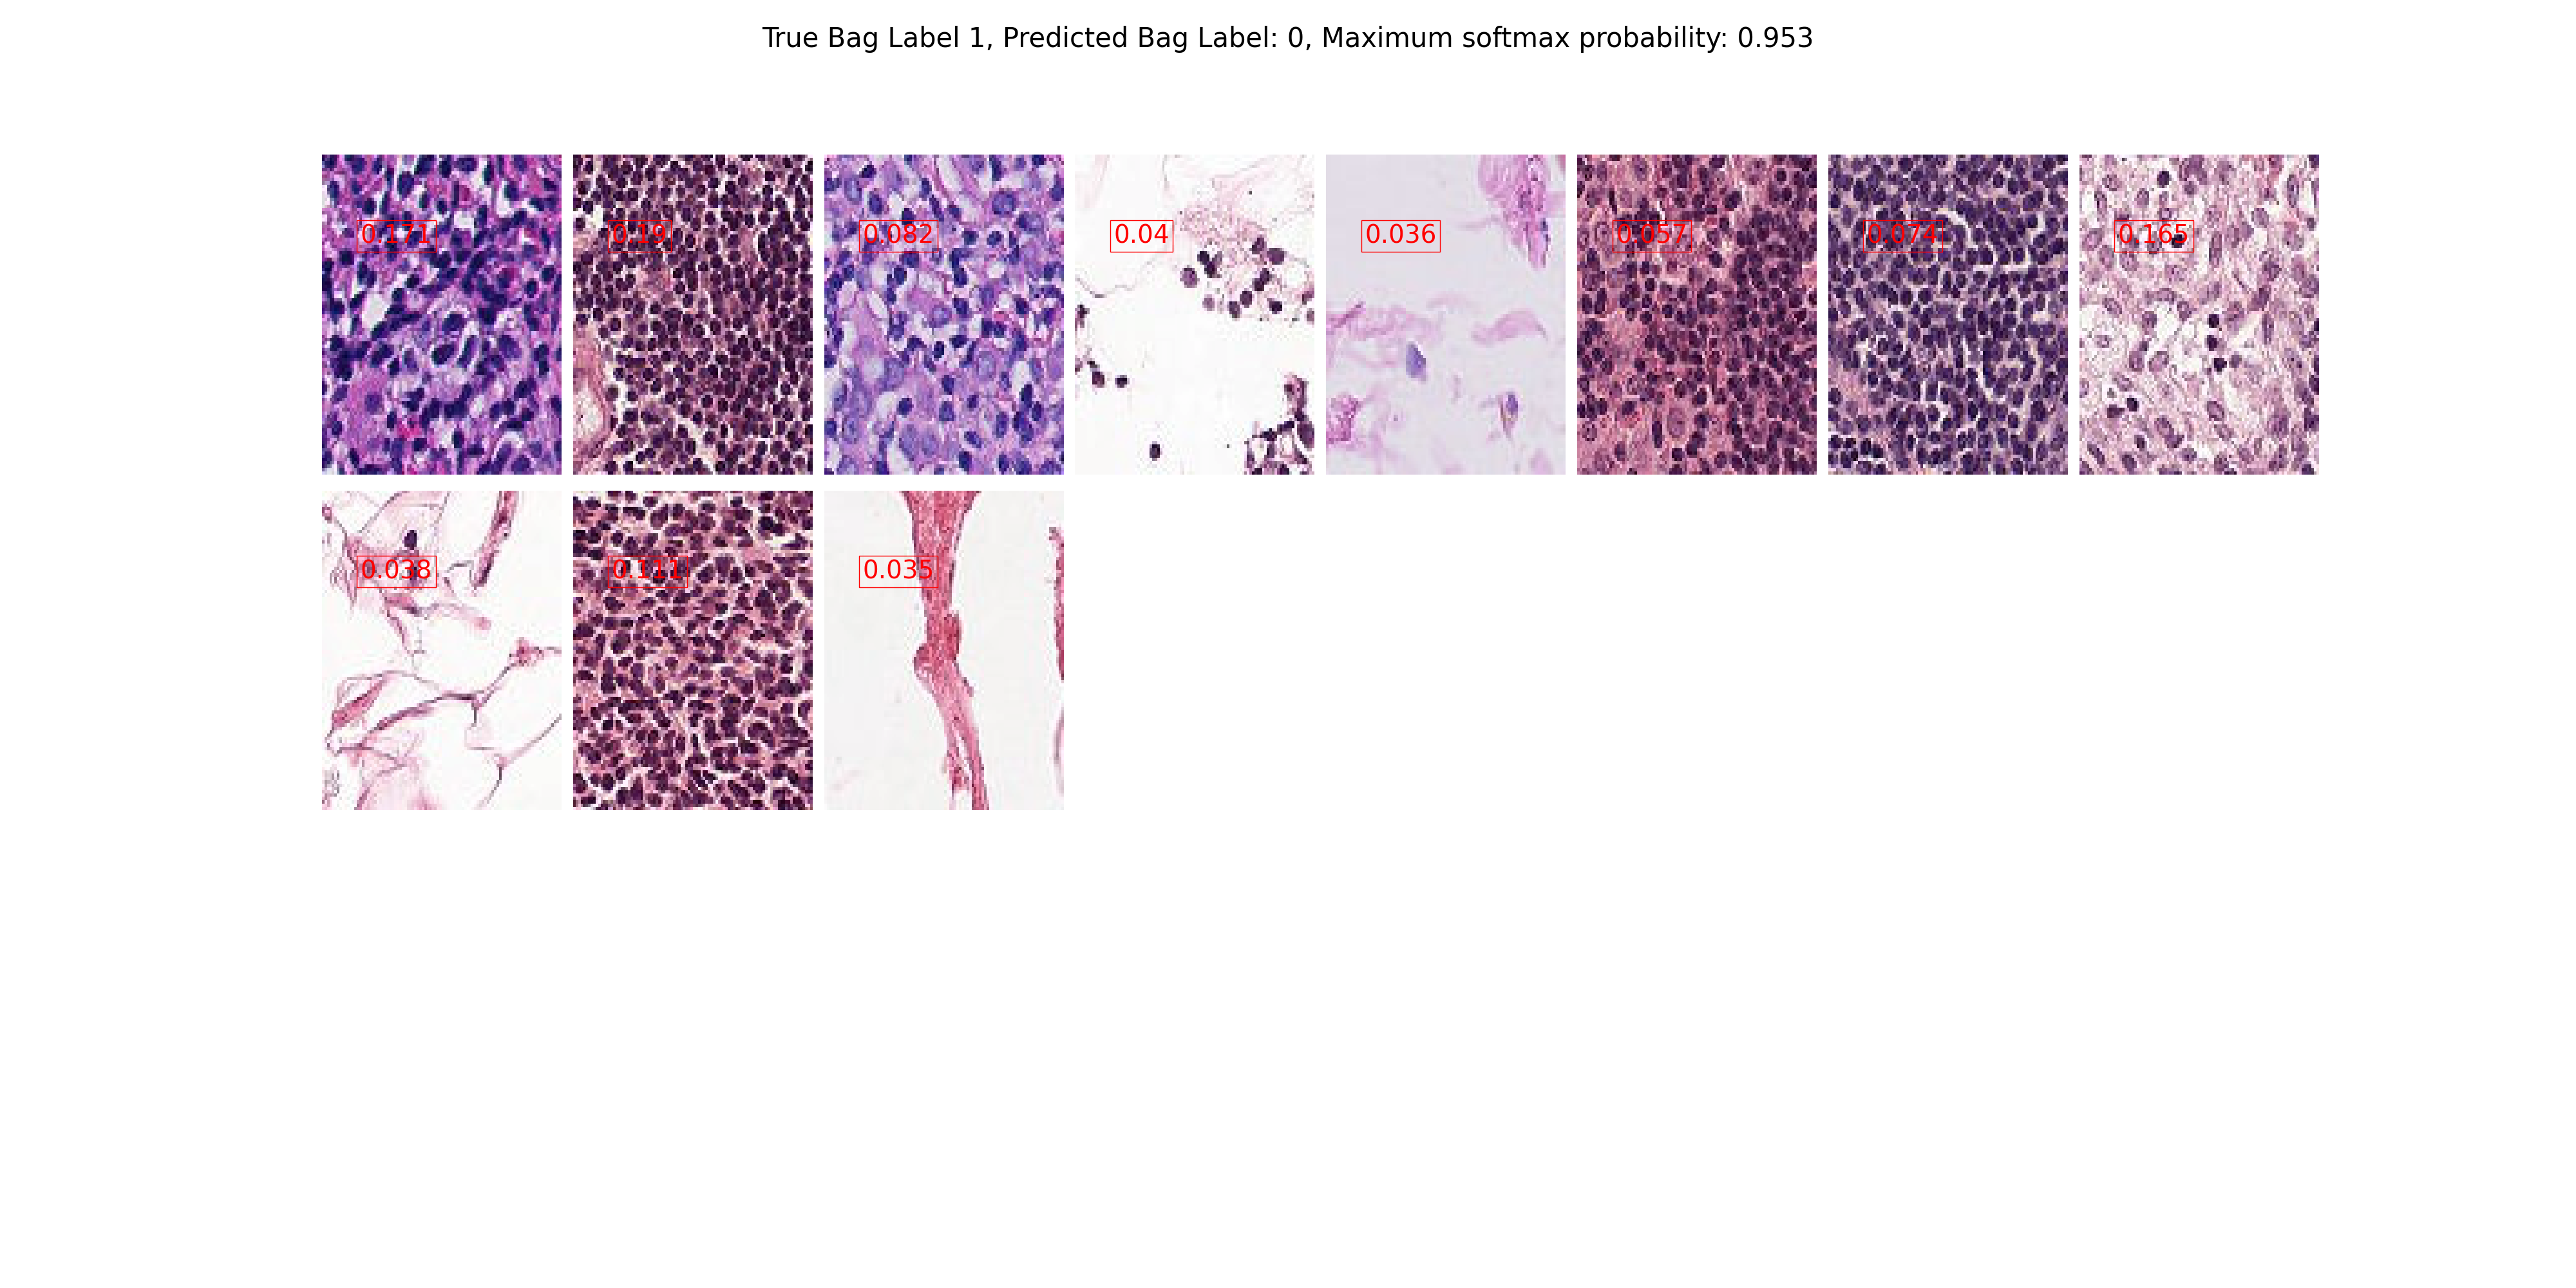 True Bag Label 1, Predicted Bag Label: 0, Maximum softmax probability: 0.953
0.171 0.19 0.082 0.04 0.036 0.057 0.074 0.165
0.038 0.111 0.035